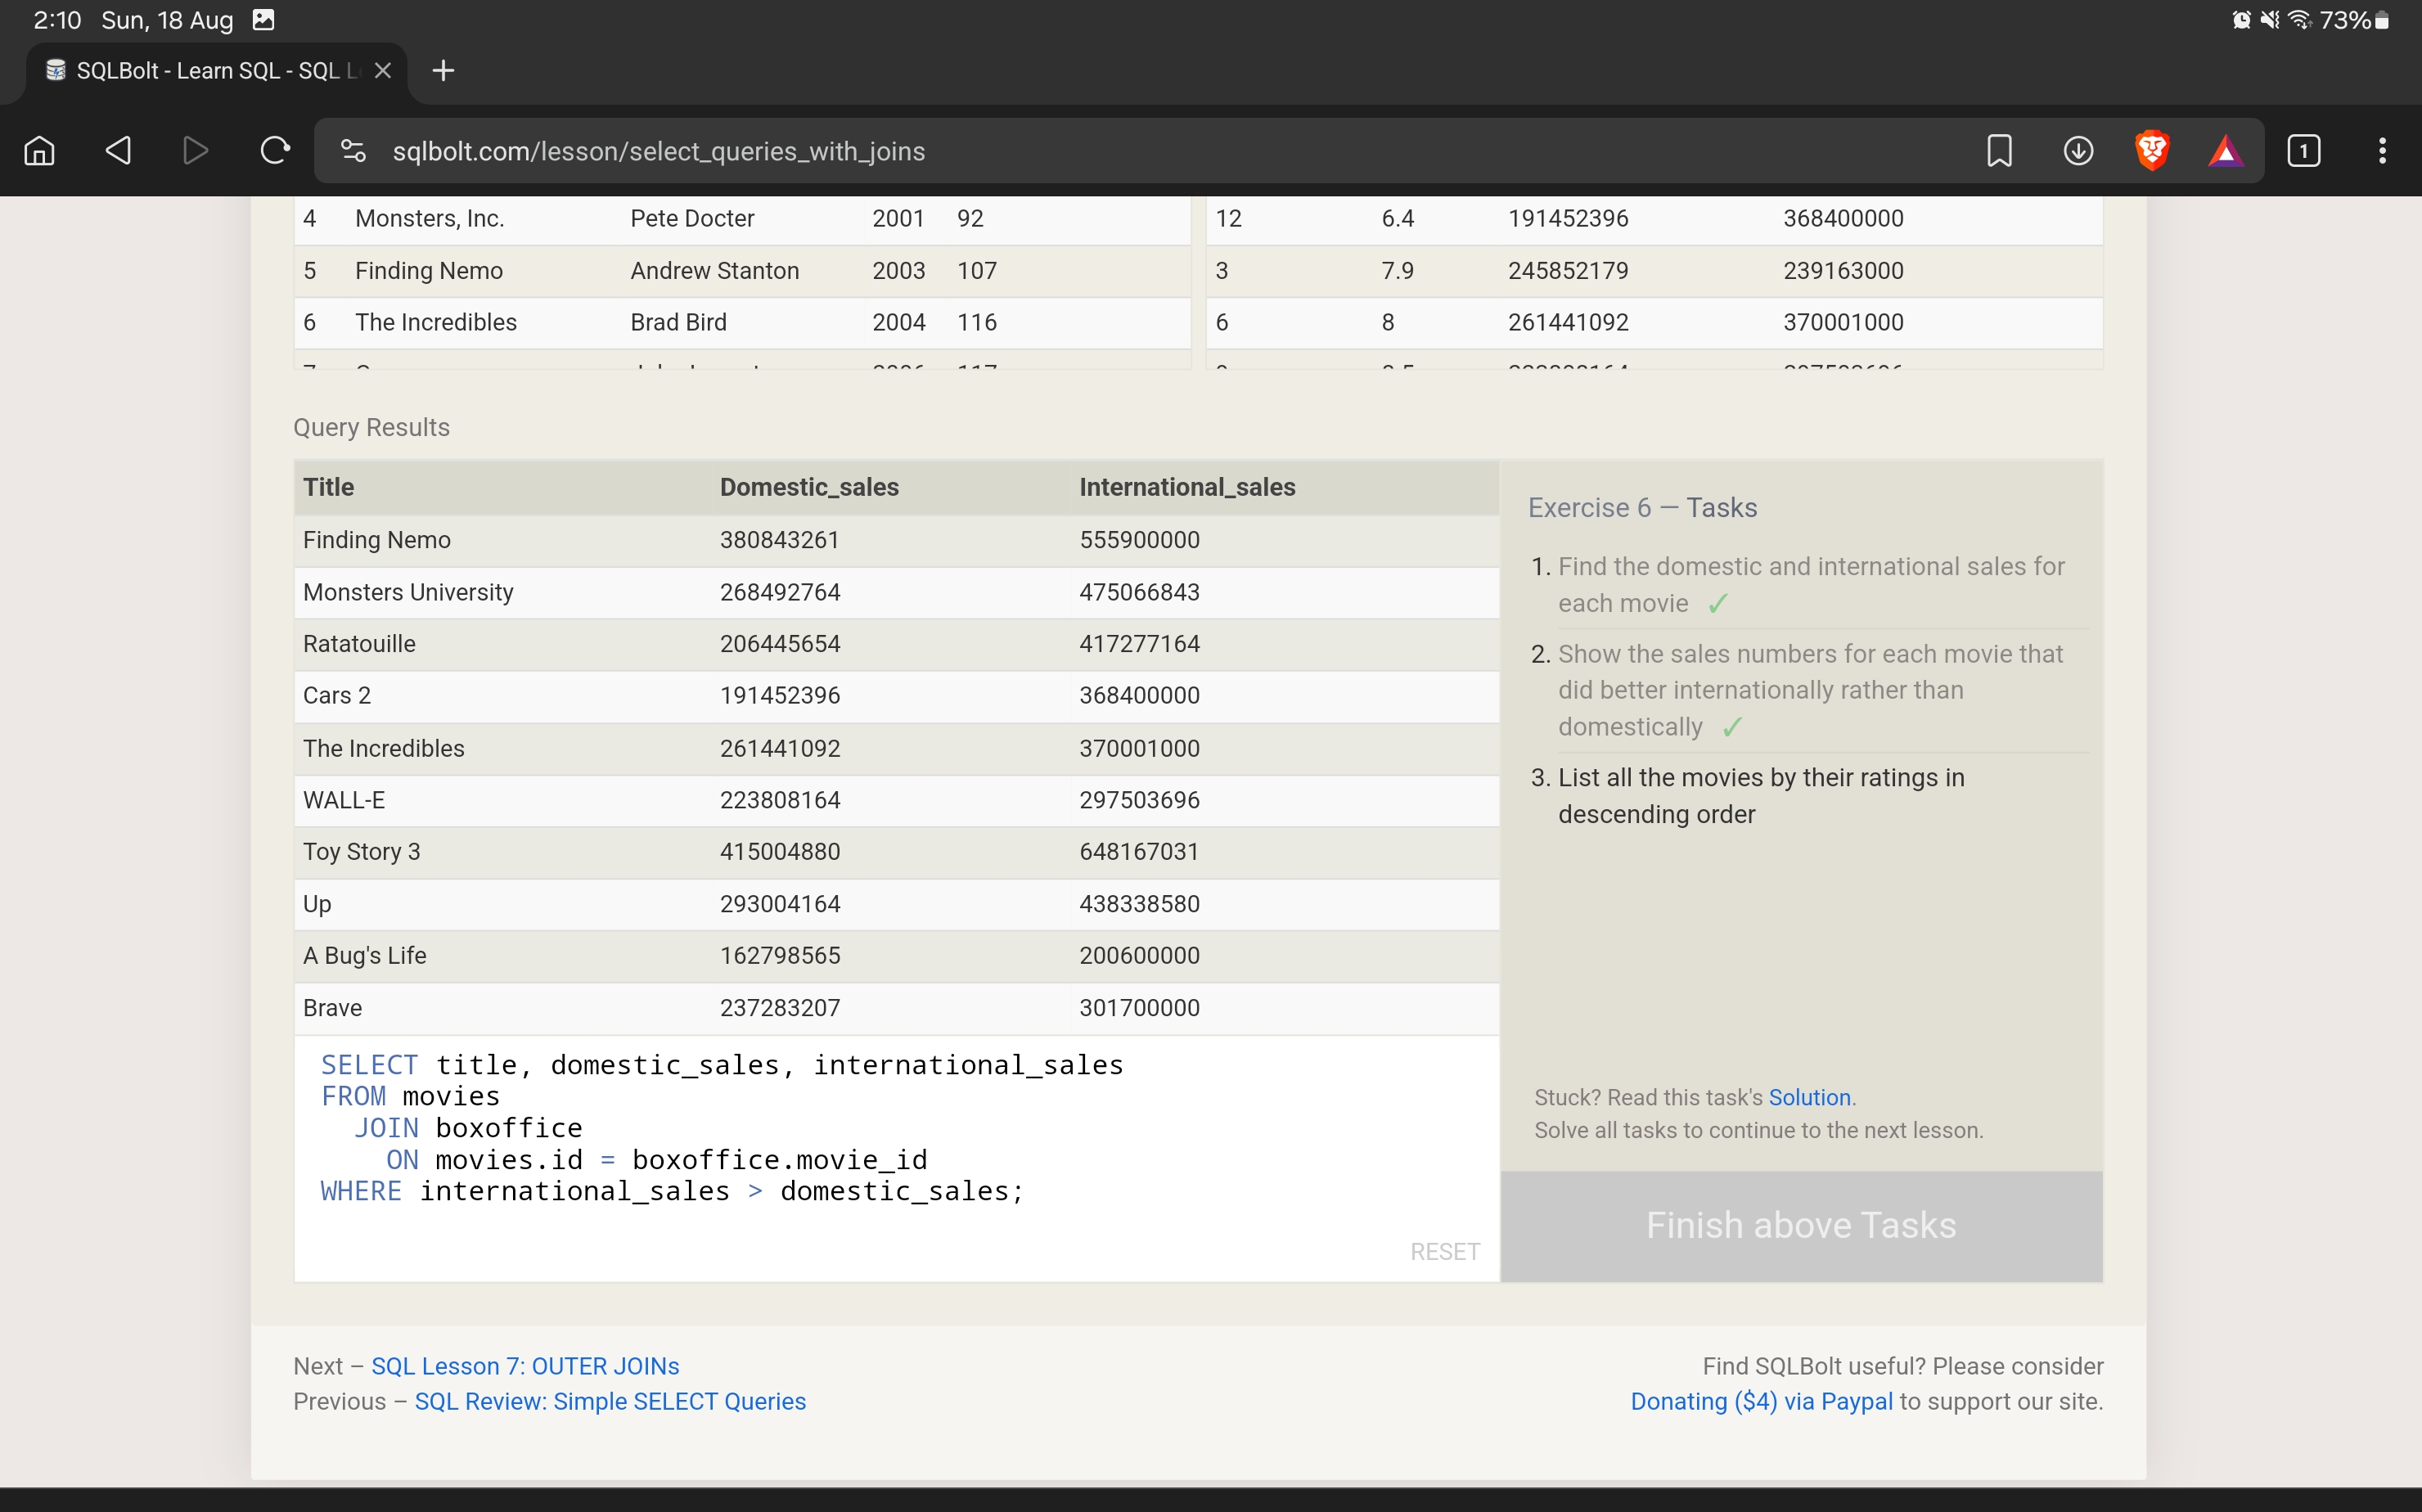 2:10 Sun, 18 Aug 73%
SQLBolt - Learn SQL - SQL L
1
sqlbolt.com/lesson/select_queries_with_joins
4 Monsters, Inc. Pete Docter 2001 92 12 6.4 191452396 368400000
5 Finding Nemo Andrew Stanton 2003 107 3 7.9 245852179 239163000
6 The Incredibles Brad Bird 2004 116 6 8 261441092 370001000
Query Results
Title Domestic_sales International_sales
Finding Nemo 380843261 555900000
Monsters University 268492764 475066843
Ratatouille 206445654 417277164
Cars 2 191452396 368400000
The Incredibles 261441092 370001000
WALL-E 223808164 297503696
Toy Story 3 415004880 648167031
Up 293004164 438338580
A Bug's Life 162798565 200600000
Brave 237283207 301700000
SELECT title, domestic_sales, international_sales
FROM movies
JOIN boxoffice
ON movies.id = boxoffice.movie_id
WHERE international_sales > domestic_sales;
RESET
Exercise 6 — Tasks
1. Find the domestic and international sales for
each movie ✓
2. Show the sales numbers for each movie that
did better internationally rather than
domestically ✓
3. List all the movies by their ratings in
descending order
Stuck? Read this task's Solution.
Solve all tasks to continue to the next lesson.
Finish above Tasks
Next – SQL Lesson 7: OUTER JOINs
Previous – SQL Review: Simple SELECT Queries
Find SQLBolt useful? Please consider
Donating ($4) via Paypal to support our site.